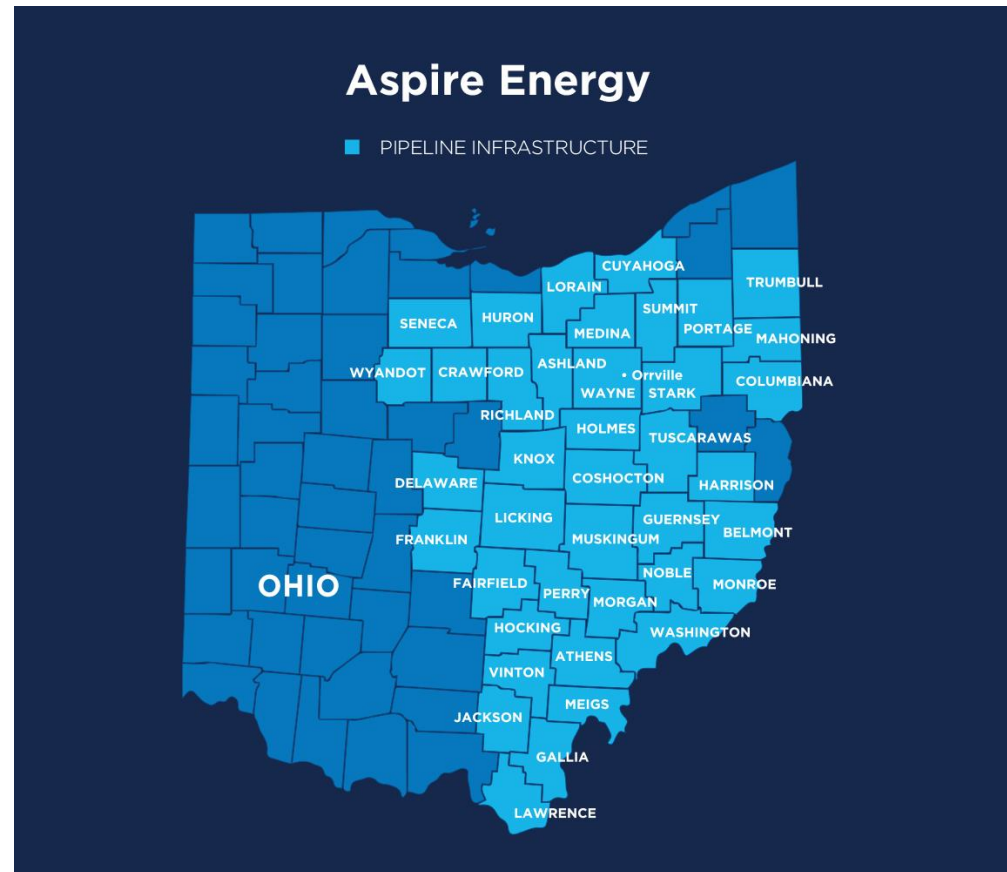 Aspire Energy
PIPELINE INFRASTRUCTURE
CUYAHOGA
LORAIN
TRUMBULL
SUMMIT
HURON
SENECA
MEDINA
PORTAGE
MAHONING
ASHLAND
WYANDOT
CRAWFORD
• Orrville
COLUMBIANA
WAYNE
STARK
RICHLAND
HOLMES
TUSCARAWAS
KNOX
COSHOCTON
DELAWARE
HARRISON
LICKING
GUERNSEY
BELMONT
FRANKLIN
MUSKINGUM
NOBLE
FAIRFIELD
MONROE
OHIO
PERRY
MORGAN
HOCKING
WASHINGTON
ATHENS
VINTON
MEIGS
JACKSON
GALLIA
LAWRENCE